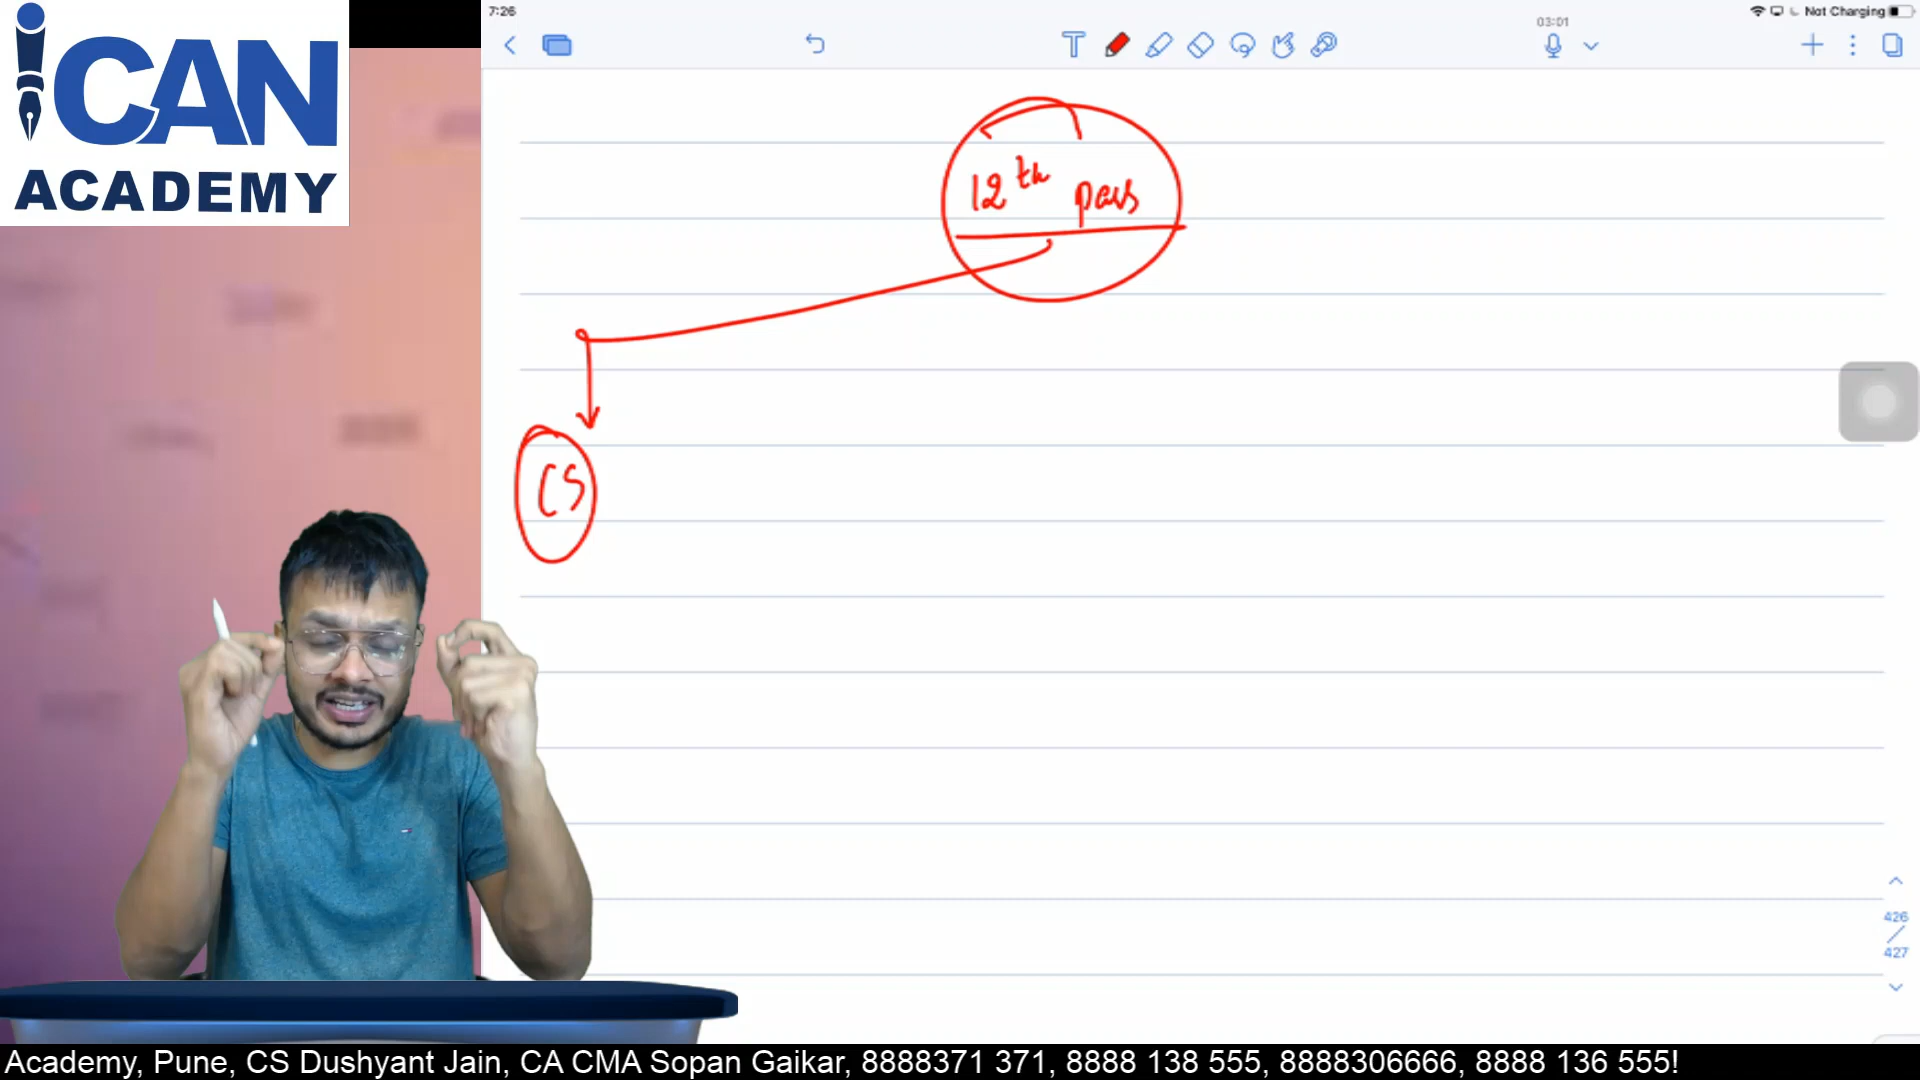 iCAN
ACADEMY
7:26
Not Charging
03:01
T
12th pass
CS
426
/
427
Academy, Pune, CS Dushyant Jain, CA CMA Sopan Gaikar, 8888371 371, 8888 138 555, 8888306666, 8888 136 555!